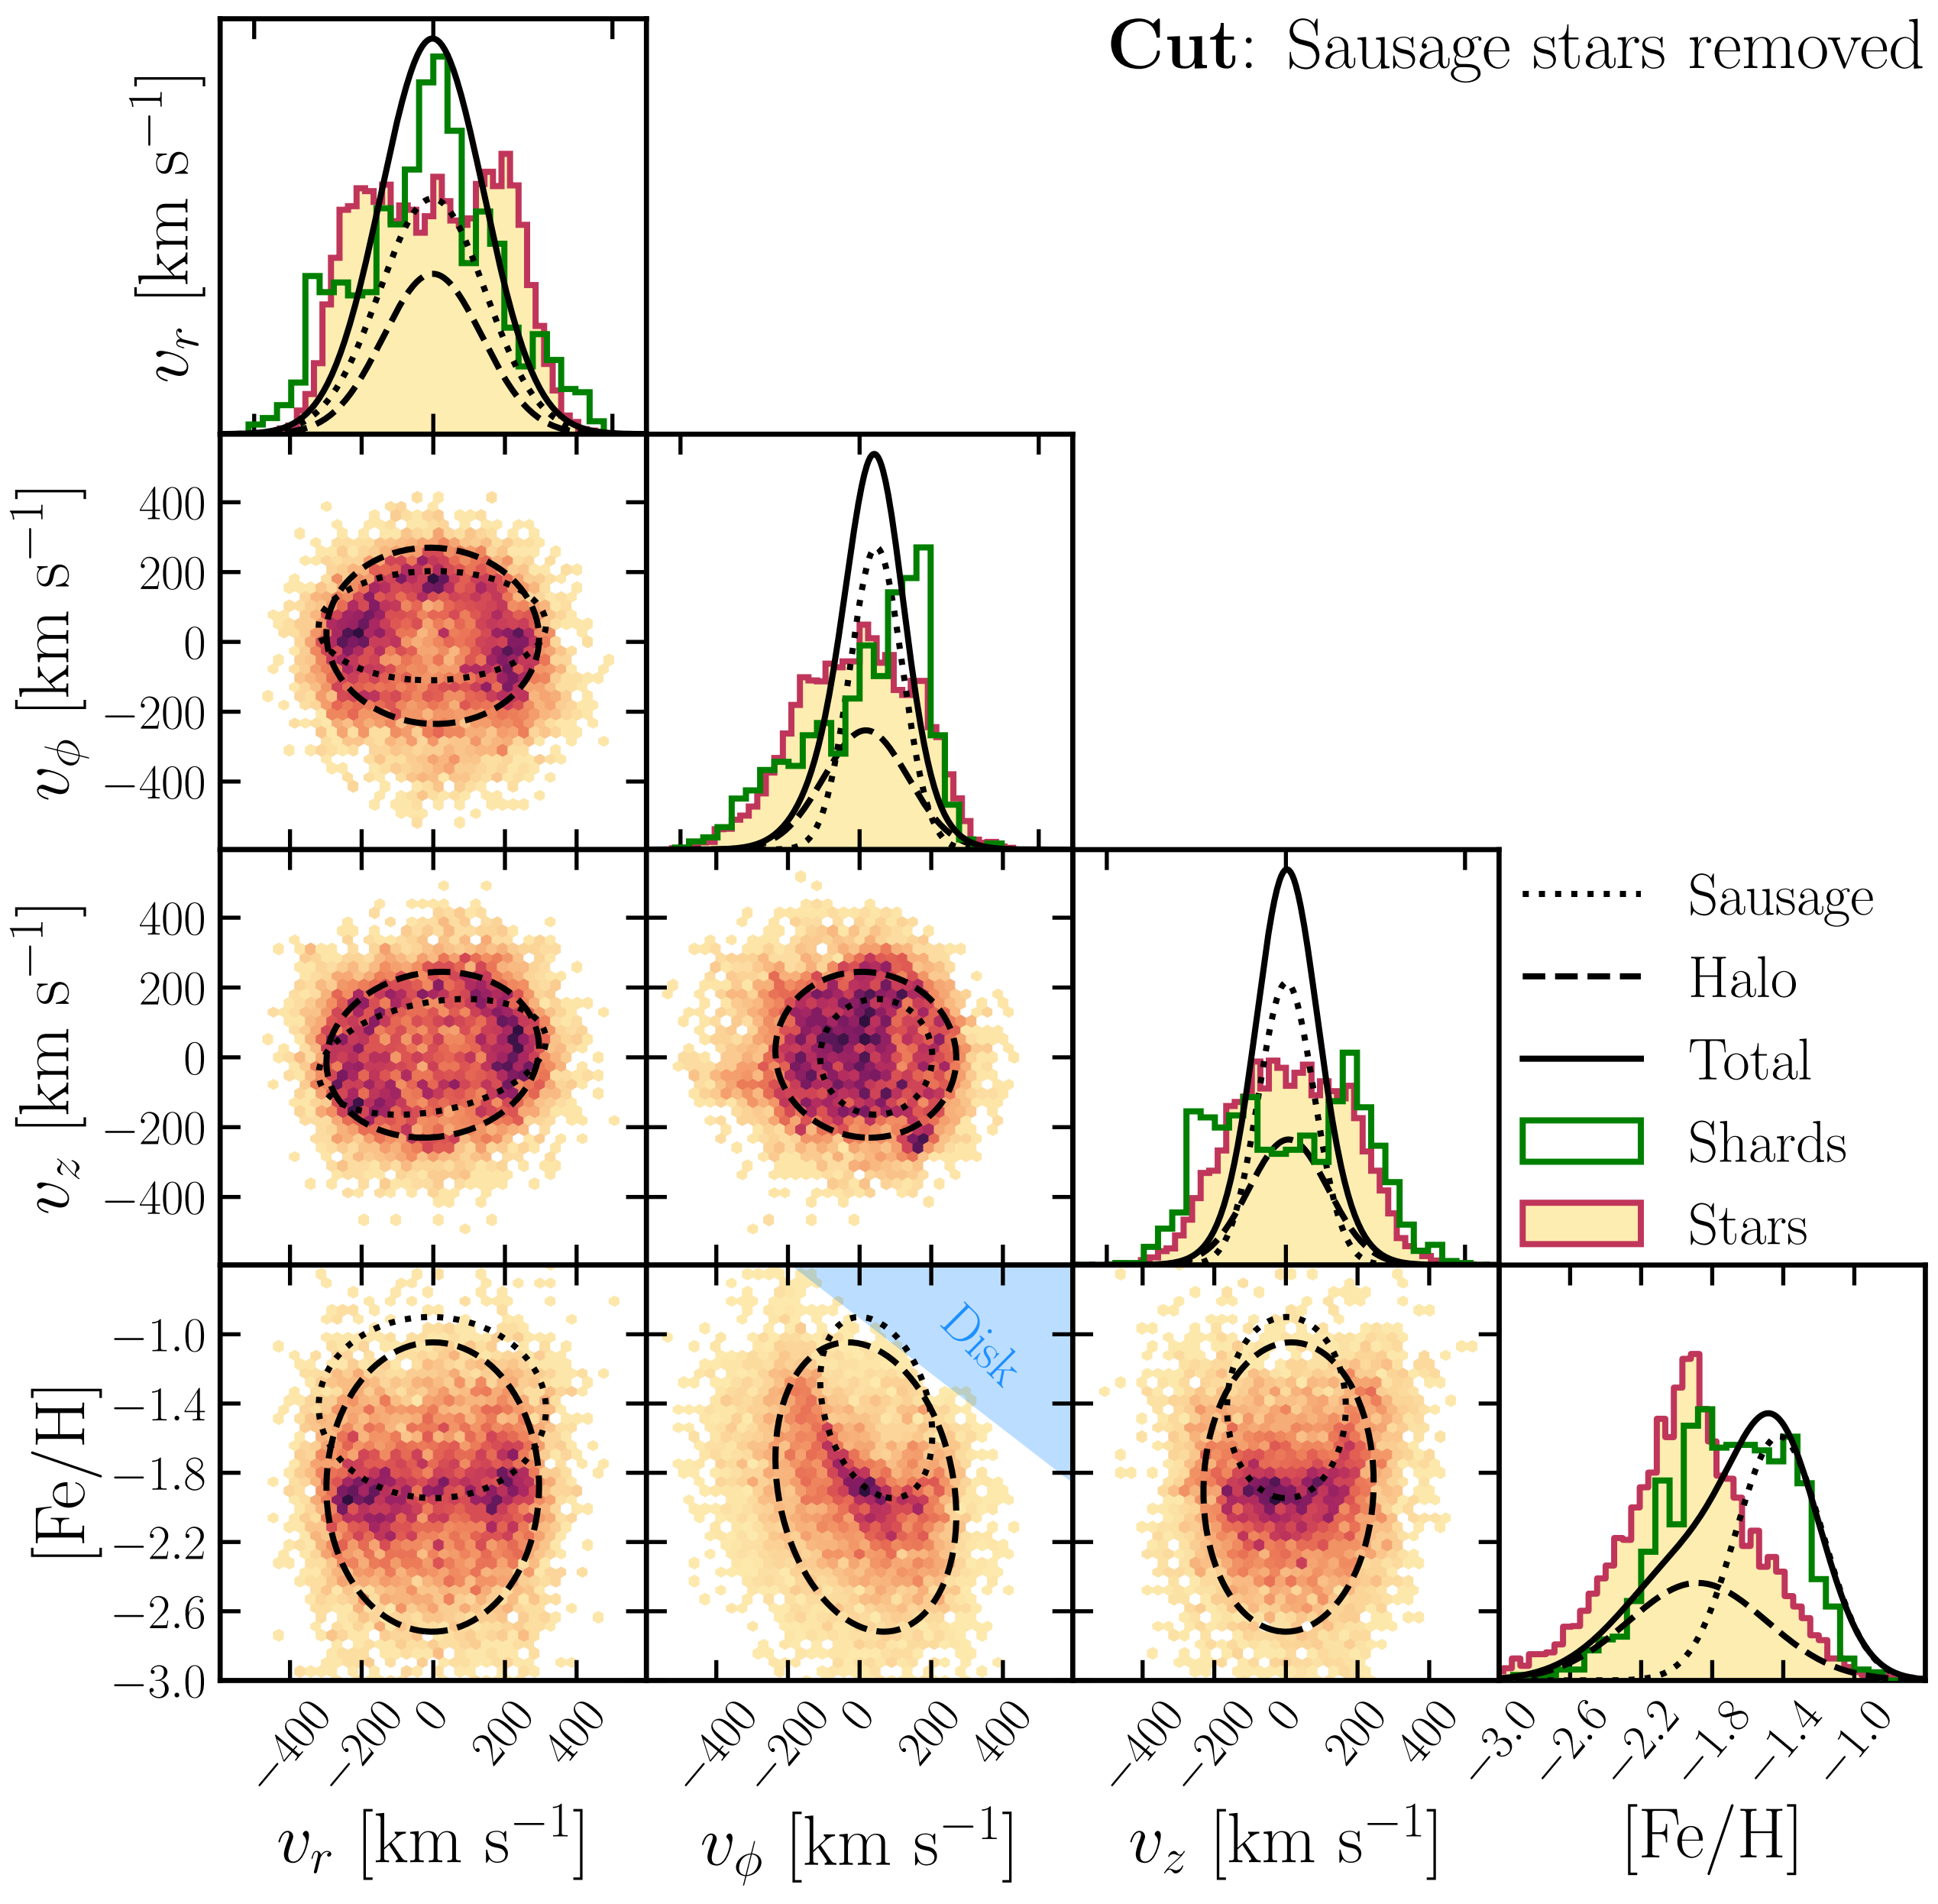 Cut: Sausage stars removed
v_r [km s⁻¹]
400
200
0
−200
−400
v_ϕ [km s⁻¹]
400
200
0
−200
−400
v_z [km s⁻¹]
Sausage
Halo
Total
Shards
Stars
Disk
−1.0
−1.4
−1.8
−2.2
−2.6
−3.0
[Fe/H]
−400 −200 0 200 400
−400 −200 0 200 400
−400 −200 0 200 400
−3.0 −2.6 −2.2 −1.8 −1.4 −1.0
v_r [km s⁻¹]
v_ϕ [km s⁻¹]
v_z [km s⁻¹]
[Fe/H]